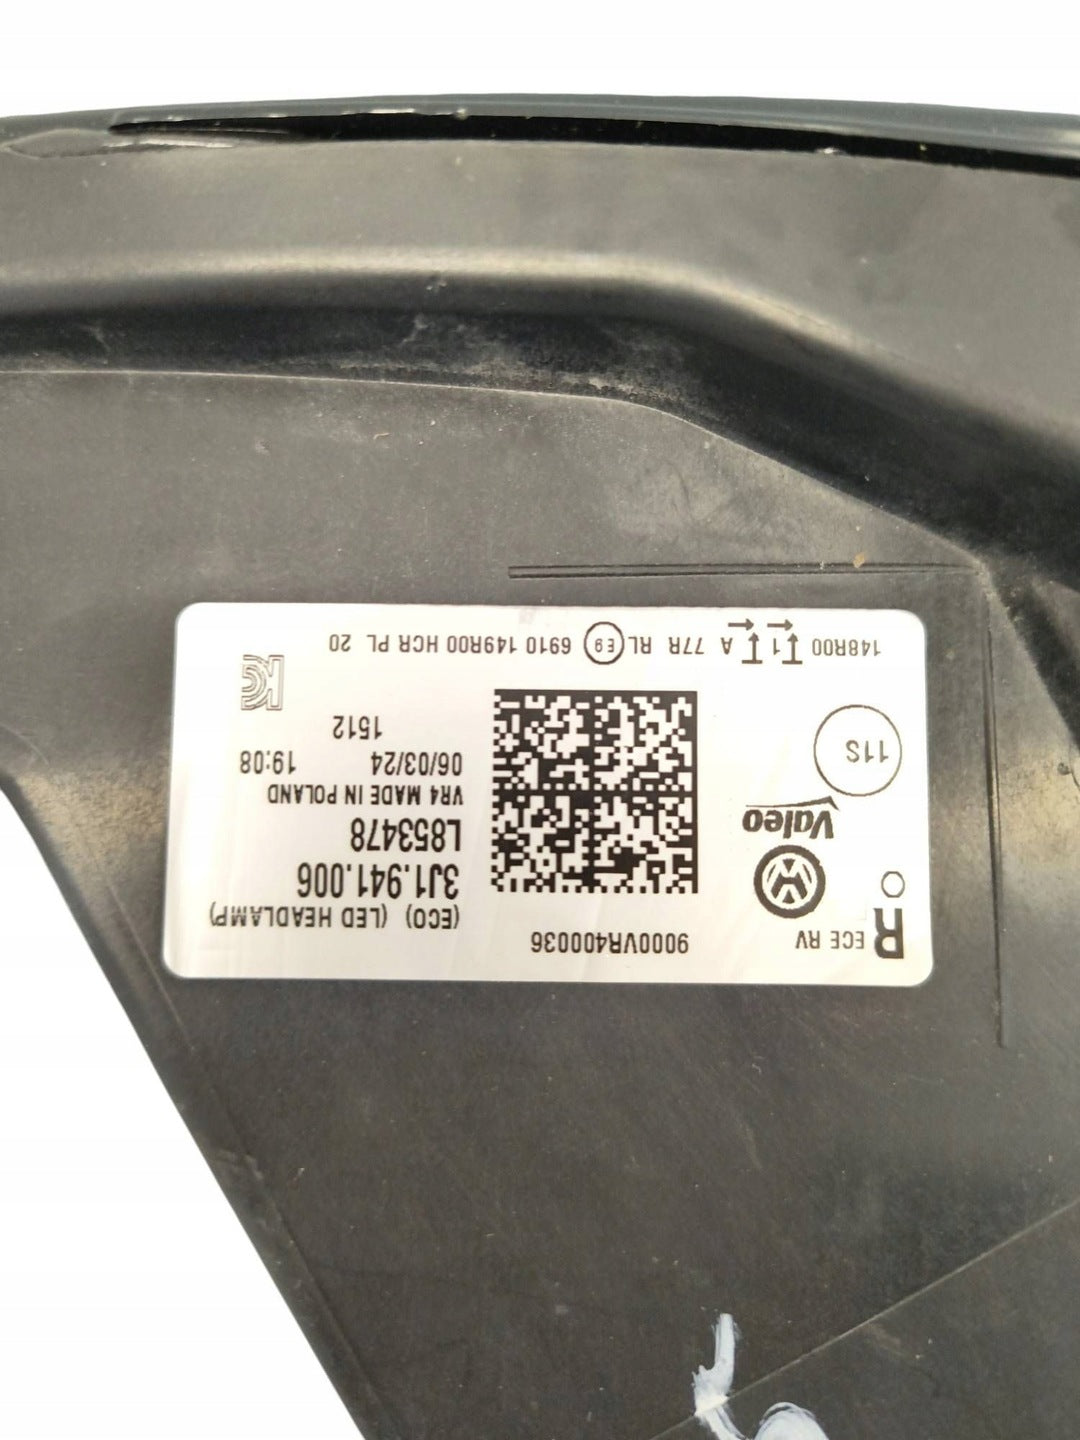 R ECE RV
9000VR400036
(ECO) (LED HEADLAMP)
3J1.941.006
L853478
VR4 MADE IN POLAND
06/03/24 19:08
1512
Valeo
11S
148R00 1 A 77R RL E9 6910 149R00 HCR PL 20